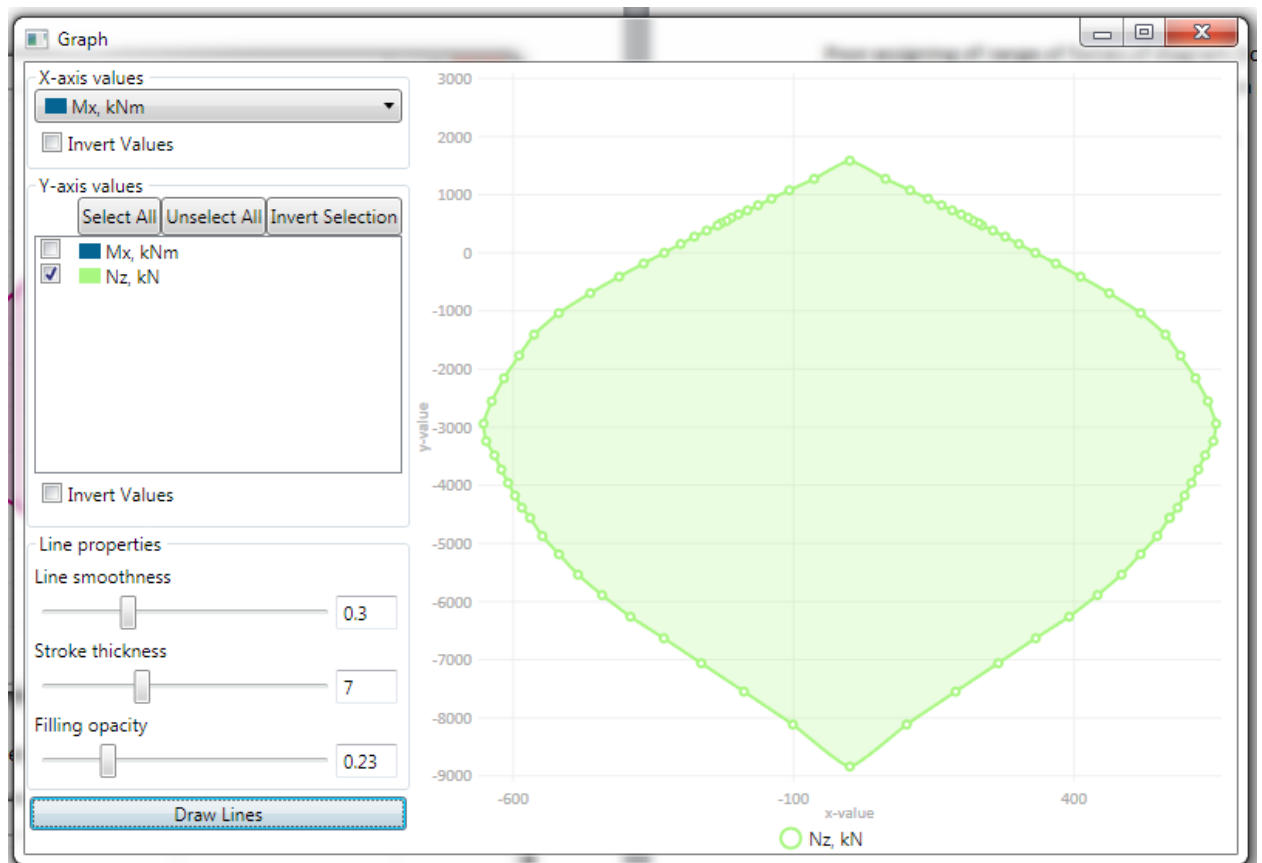 Graph
X-axis values
Mx, kNm
Invert Values
Y-axis values
Select All Unselect All Invert Selection
Mx, kNm
Nz, kN
Invert Values
Line properties
Line smoothness
0.3
Stroke thickness
7
Filling opacity
0.23
Draw Lines
3000
2000
1000
0
-1000
-2000
-3000
-4000
-5000
-6000
-7000
-8000
-9000
y-value
-600 -100 400
x-value
Nz, kN